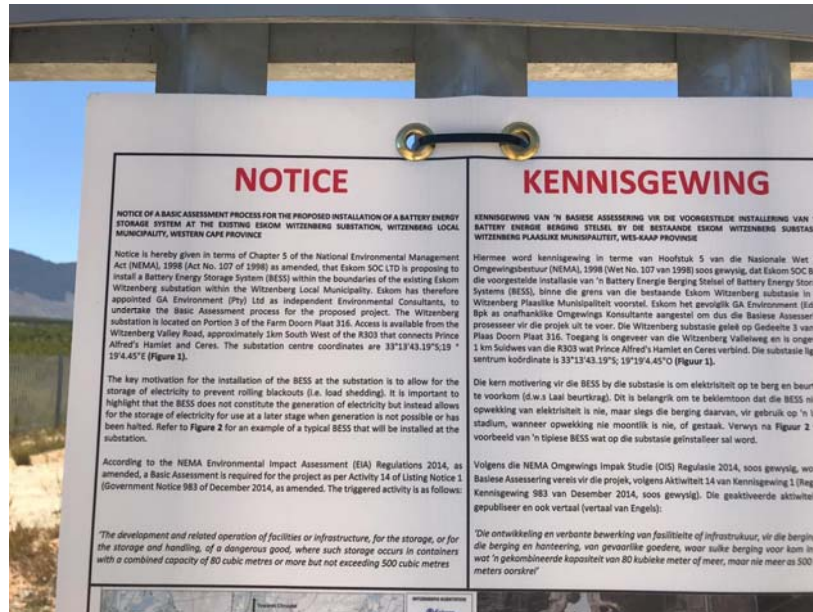 NOTICE
NOTICE OF A BASIC ASSESSMENT PROCESS FOR THE PROPOSED INSTALLATION OF A BATTERY ENERGY
STORAGE SYSTEM AT THE EXISTING ESKOM WITZENBERG SUBSTATION, WITZENBERG LOCAL
MUNICIPALITY, WESTERN CAPE PROVINCE
Notice is hereby given in terms of Chapter 5 of the National Environmental Management
Act (NEMA), 1998 (Act No. 107 of 1998) as amended, that Eskom SOC LTD is proposing to
install a Battery Energy Storage System (BESS) within the boundaries of the existing Eskom
Witzenberg substation within the Witzenberg Local Municipality. Eskom has therefore
appointed GA Environment (Pty) Ltd as independent Environmental Consultants, to
undertake the Basic Assessment process for the proposed project. The Witzenberg
substation is located on Portion 3 of the Farm Doorn Plaat 316. Access is available from the
Witzenberg Valley Road, approximately 1km South West of the R303 that connects Prince
Alfred's Hamlet and Ceres. The substation centre coordinates are 33°13'43.19"S;19 °
19'4.45"E (Figure 1).
The key motivation for the installation of the BESS at the substation is to allow for the
storage of electricity to prevent rolling blackouts (i.e. load shedding). It is important to
highlight that the BESS does not constitute the generation of electricity but instead allows
for the storage of electricity for use at a later stage when generation is not possible or has
been halted. Refer to Figure 2 for an example of a typical BESS that will be installed at the
substation.
According to the NEMA Environmental Impact Assessment (EIA) Regulations 2014, as
amended, a Basic Assessment is required for the project as per Activity 14 of Listing Notice 1
(Government Notice 983 of December 2014, as amended. The triggered activity is as follows:
'The development and related operation of facilities or infrastructure, for the storage, or for
the storage and handling, of a dangerous good, where such storage occurs in containers
with a combined capacity of 80 cubic metres or more but not exceeding 500 cubic metres
KENNISGEWING
KENNISGEWING VAN 'N BASIESE ASSESSERING VIR DIE VOORGESTELDE INSTALLERING VAN
BATTERY ENERGIE BERGING STELSEL BY DIE BESTAANDE ESKOM WITZENBERG SUBSTAS
WITZENBERG PLAASLIKE MUNISIPALITEIT, WES-KAAP PROVINSIE
Hiermee word kennisgewing in terme van Hoofstuk 5 van die Nasionale Wet
Omgewingsbestuur (NEMA), 1998 (Wet No. 107 van 1998) soos gewysig, dat Eskom SOC B
die voorgestelde installasie van 'n Battery Energie Berging Stelsel of Battery Energy Stor
Systems (BESS), binne die grens van die bestaande Eskom Witzenberg substasie in
Witzenberg Plaaslike Munisipaliteit voorstel. Eskom het gevolglik GA Environment (Ed
Bpk as onafhanklike Omgewings Konsultante aangestel om dus die Basiese Assesser
prosesseer vir die projek uit te voer. Die Witzenberg substasie geleë op Gedeelte 3 van
Plaas Doorn Plaat 316. Toegang is ongeveer van die Witzenberg Valleiweg en is onge
1 km Suidwes van die R303 wat Prince Alfred's Hamlet en Ceres verbind. Die substasie lig
sentrum koördinate is 33°13'43.19"S; 19°19'4.45"O (Figuur 1).
Die kern motivering vir die BESS by die substasie is om elektrisiteit op te berg en beur
te voorkom (d.w.s Laai beurtkrag). Dit is belangrik om te beklemtoon dat die BESS ni
opwekking van elektrisiteit is nie, maar slegs die berging daarvan, vir gebruik op 'n l
stadium, wanneer opwekking nie moontlik is nie, of gestaak. Verwys na Figuur 2
voorbeeld van 'n tipiese BESS wat op die substasie geïnstalleer sal word.
Volgens die NEMA Omgewings Impak Studie (OIS) Regulasie 2014, soos gewysig, wo
Basiese Assessering vereis vir die projek, volgens Aktiwiteit 14 van Kennisgewing 1 (Reg
Kennisgewing 983 van Desember 2014, soos gewysig). Die geaktiveerde aktiwitei
gepubliseer en ook vertaal (vertaal van Engels):
'Die ontwikkeling en verbante bewerking van fasilitieite of infrastrukuur, vir die berging
die berging en hanteering, van gevaarlike goedere, waar sulke berging voor kom in
wat 'n gekombineerde kapasiteit van 80 kubieke meter of meer, maar nie meer as 500
meters oorskrei'
WITZENBERG SUBSTATION